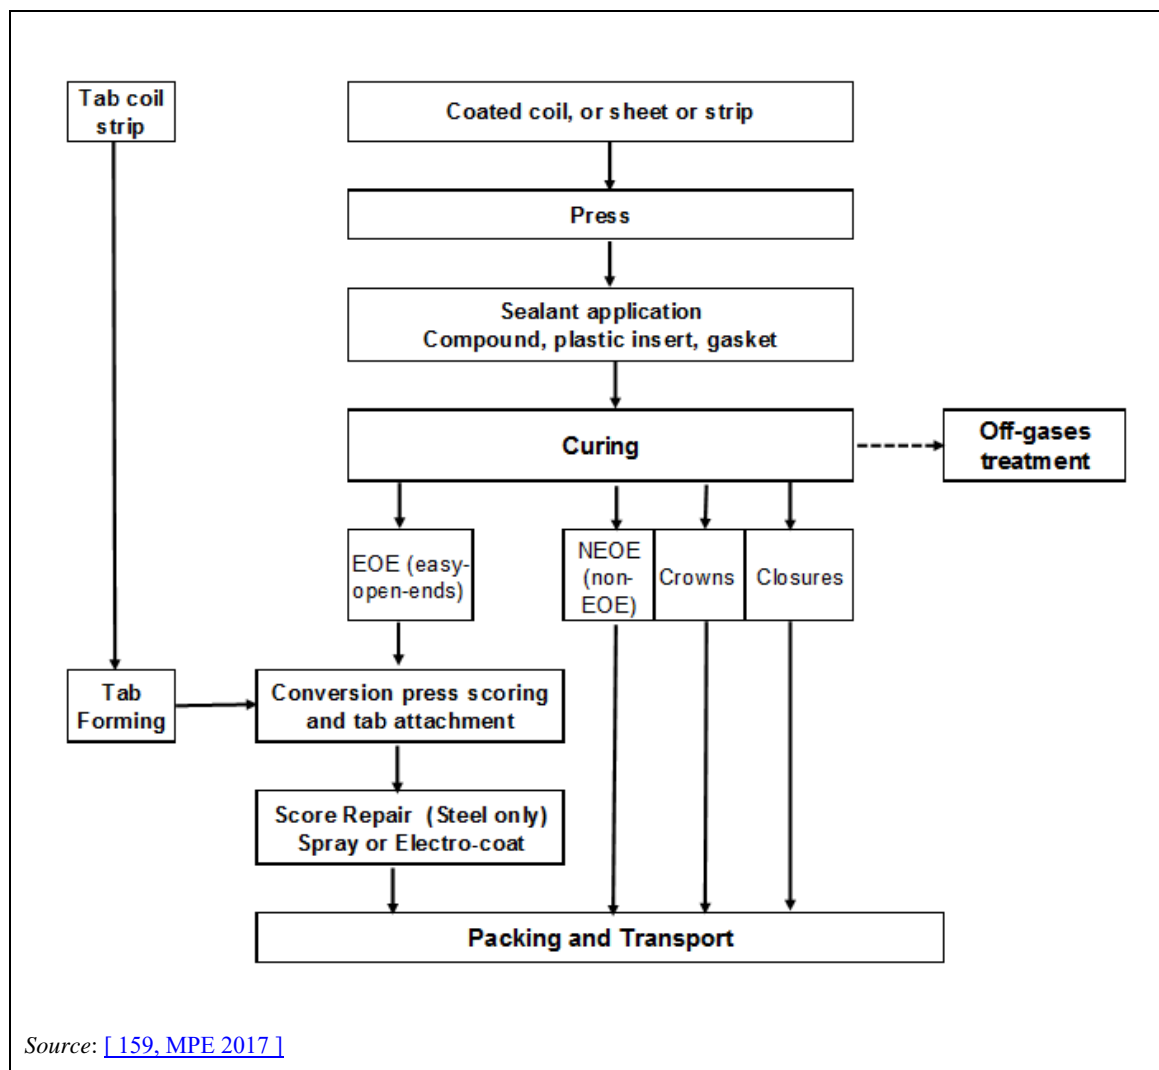 Tab coil
strip
Coated coil, or sheet or strip
Press
Sealant application
Compound, plastic insert, gasket
Curing
Off-gases
treatment
EOE (easy-
open-ends)
NEOE
(non-
EOE)
Crowns
Closures
Tab
Forming
Conversion press scoring
and tab attachment
Score Repair (Steel only)
Spray or Electro-coat
Packing and Transport
Source: [ 159, MPE 2017 ]